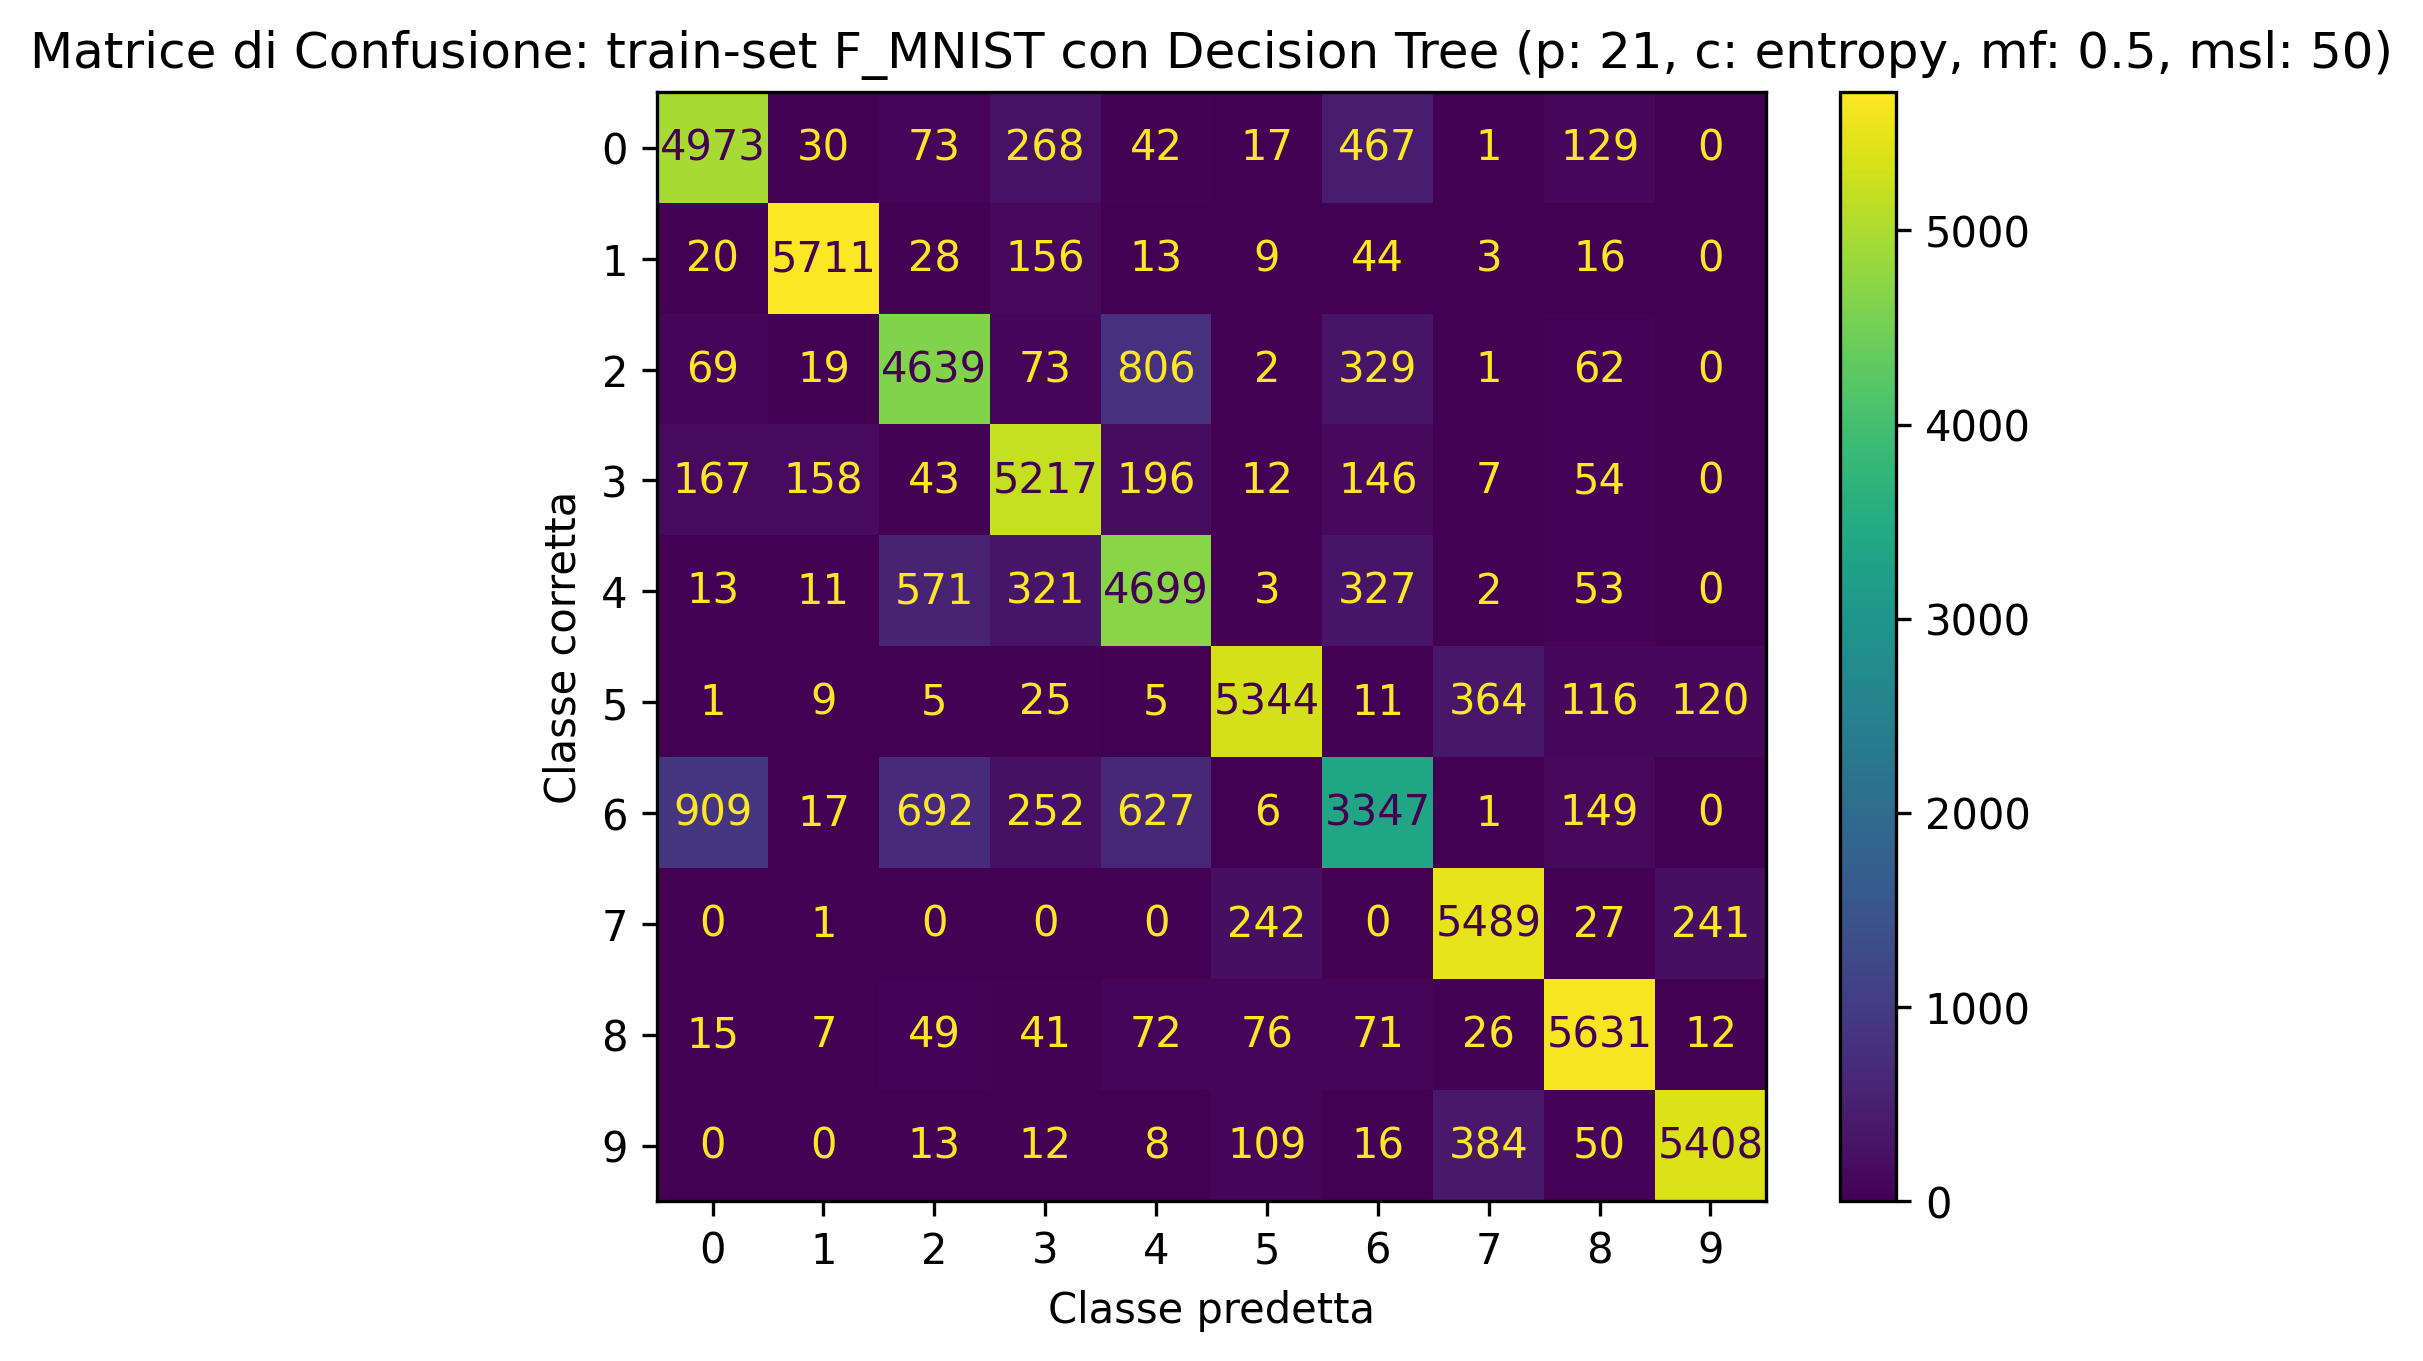 Matrice di Confusione: train-set F_MNIST con Decision Tree (p: 21, c: entropy, mf: 0.5, msl: 50)
Classe corretta
0 4973 30 73 268 42 17 467 1 129 0
1 20 5711 28 156 13 9 44 3 16 0
2 69 19 4639 73 806 2 329 1 62 0
3 167 158 43 5217 196 12 146 7 54 0
4 13 11 571 321 4699 3 327 2 53 0
5 1 9 5 25 5 5344 11 364 116 120
6 909 17 692 252 627 6 3347 1 149 0
7 0 1 0 0 0 242 0 5489 27 241
8 15 7 49 41 72 76 71 26 5631 12
9 0 0 13 12 8 109 16 384 50 5408
0 1 2 3 4 5 6 7 8 9
Classe predetta
5000
4000
3000
2000
1000
0